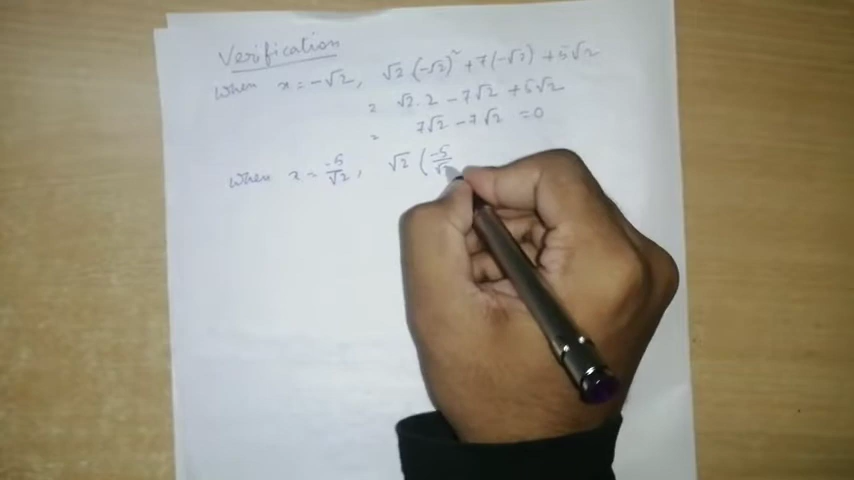 Verification
When x = -√2, √2 (-√2)² + 7(-√2) + 5√2
= √2.2 - 7√2 + 5√2
= 7√2 - 7√2 = 0
When x = -5/√2, √2 (-5/√2